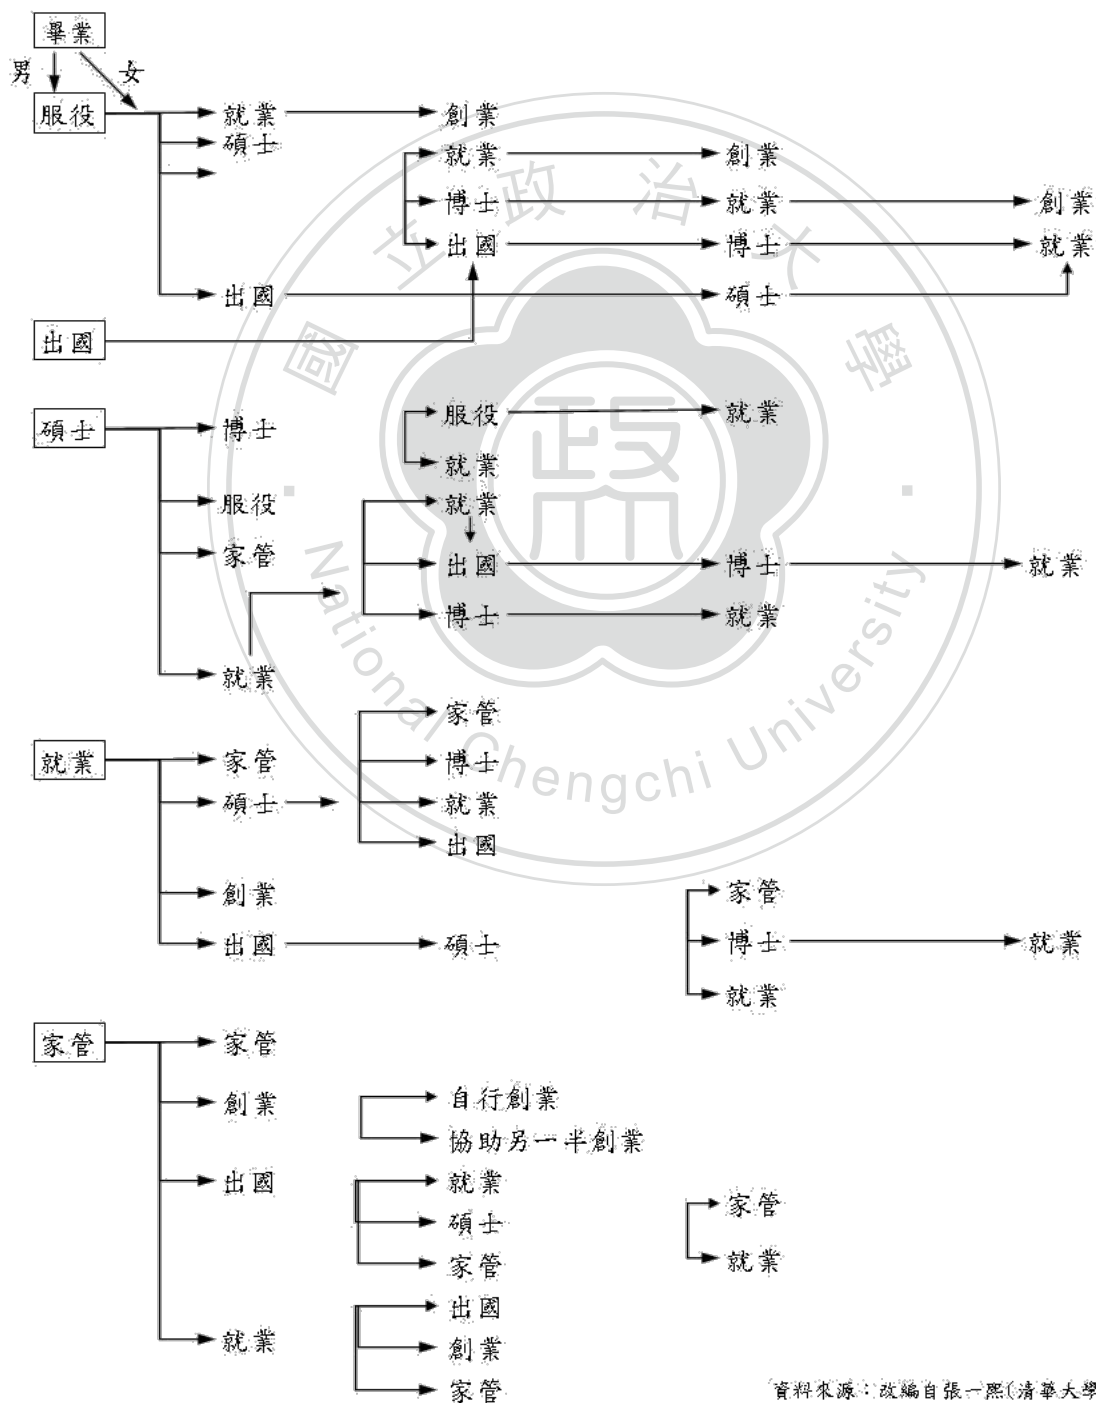 畢業
男 女
服役 就業 創業
碩士
就業 創業
博士 就業 創業
出國 博士 就業
出國 碩士
出國
碩士 博士 服役 就業
就業
服役 就業
家管 出國 博士 就業
博士 就業
就業
家管
就業 家管 博士
碩士 就業
出國
創業 家管
出國 碩士 博士 就業
就業
家管 家管
創業 自行創業
協助另一半創業
出國 就業
碩士 家管
家管 就業
出國
就業 創業
家管
資料來源：改編自張一熙(清華大學
國立政治大學
National Chengchi University
政